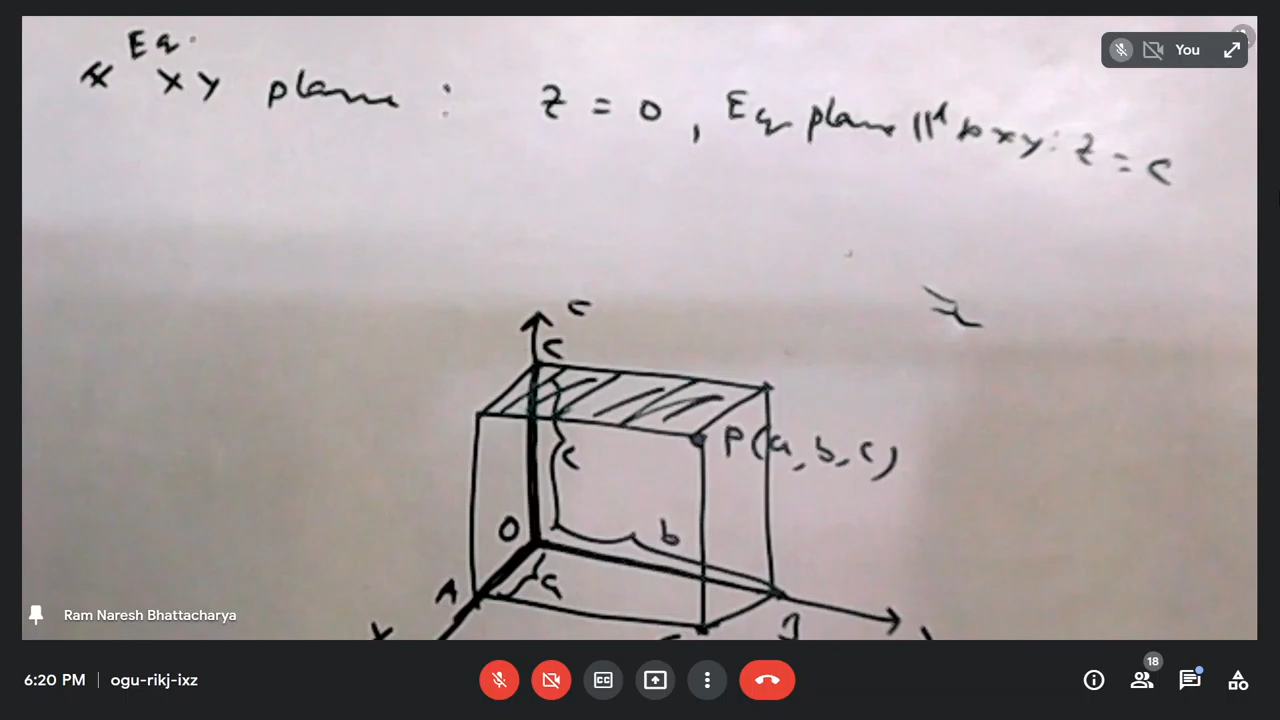 Eq.
XY plane : Z = 0, Eq plane ||d to xy: Z = c
You
C
C
P(a, b, c)
c
O
b
A
a
X
B
Ram Naresh Bhattacharya
6:20 PM | ogu-rikj-ixz
CC
18